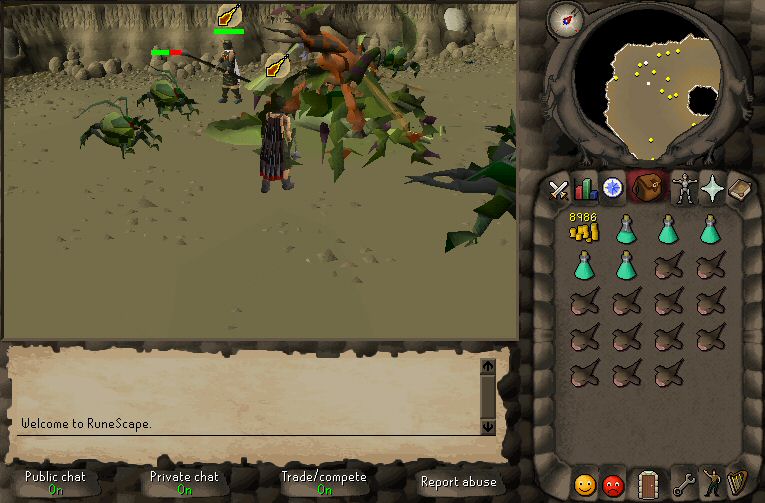 8986
Welcome to RuneScape.
Public chat
On
Private chat
On
Trade/compete
On
Report abuse